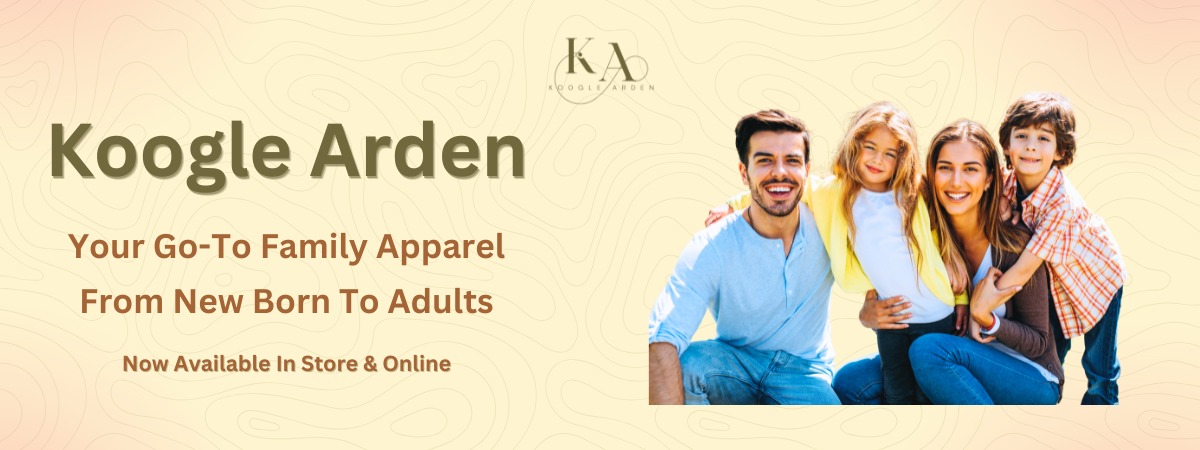 KA
KOOGLE ARDEN
Koogle Arden
Your Go-To Family Apparel
From New Born To Adults
Now Available In Store & Online